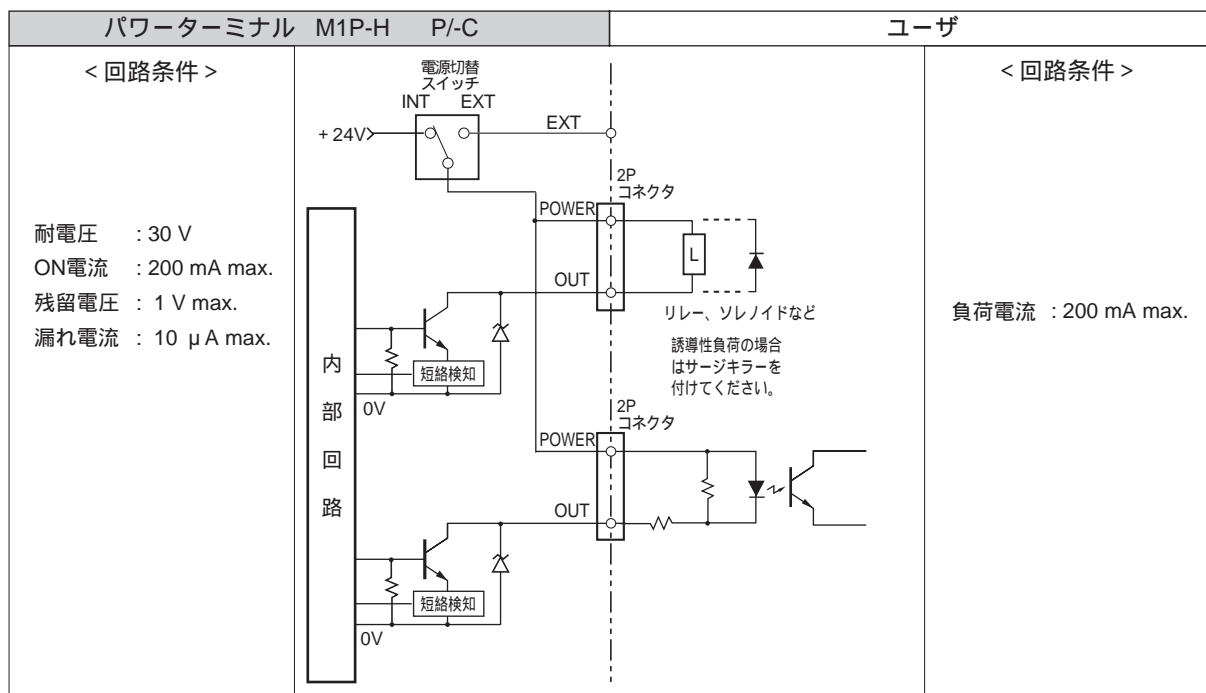 パワーターミナル M1P-H P/-C
ユーザ
< 回路条件 >
耐電圧 : 30 V
ON電流 : 200 mA max.
残留電圧 : 1 V max.
漏れ電流 : 10 μA max.
電源切替
スイッチ
INT EXT
+ 24V
EXT
2P
コネクタ
POWER
L
OUT
リレー、ソレノイドなど
誘導性負荷の場合
はサージキラーを
付けてください。
短絡検知
0V
内
部
回
路
2P
コネクタ
POWER
OUT
短絡検知
0V
< 回路条件 >
負荷電流 : 200 mA max.